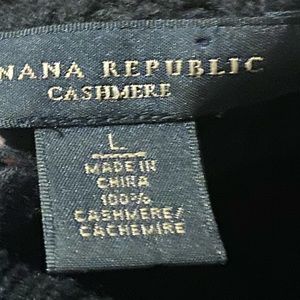 NANA REPUBLIC
CASHMERE
L
MADE IN
CHINA
100%
CASHMERE/
CACHEMIRE